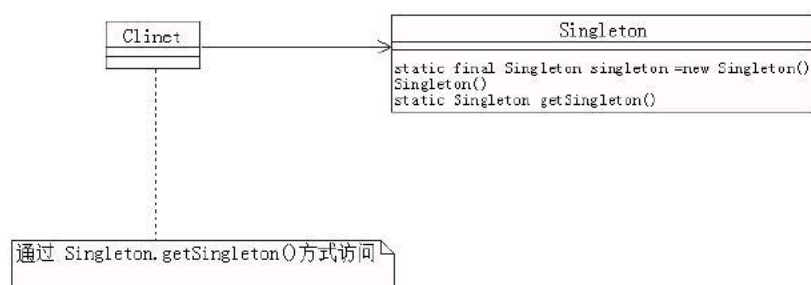 Clinet
Singleton
static final Singleton singleton =new Singleton()
Singleton()
static Singleton getSingleton()
通过 Singleton.getSingleton()方式访问